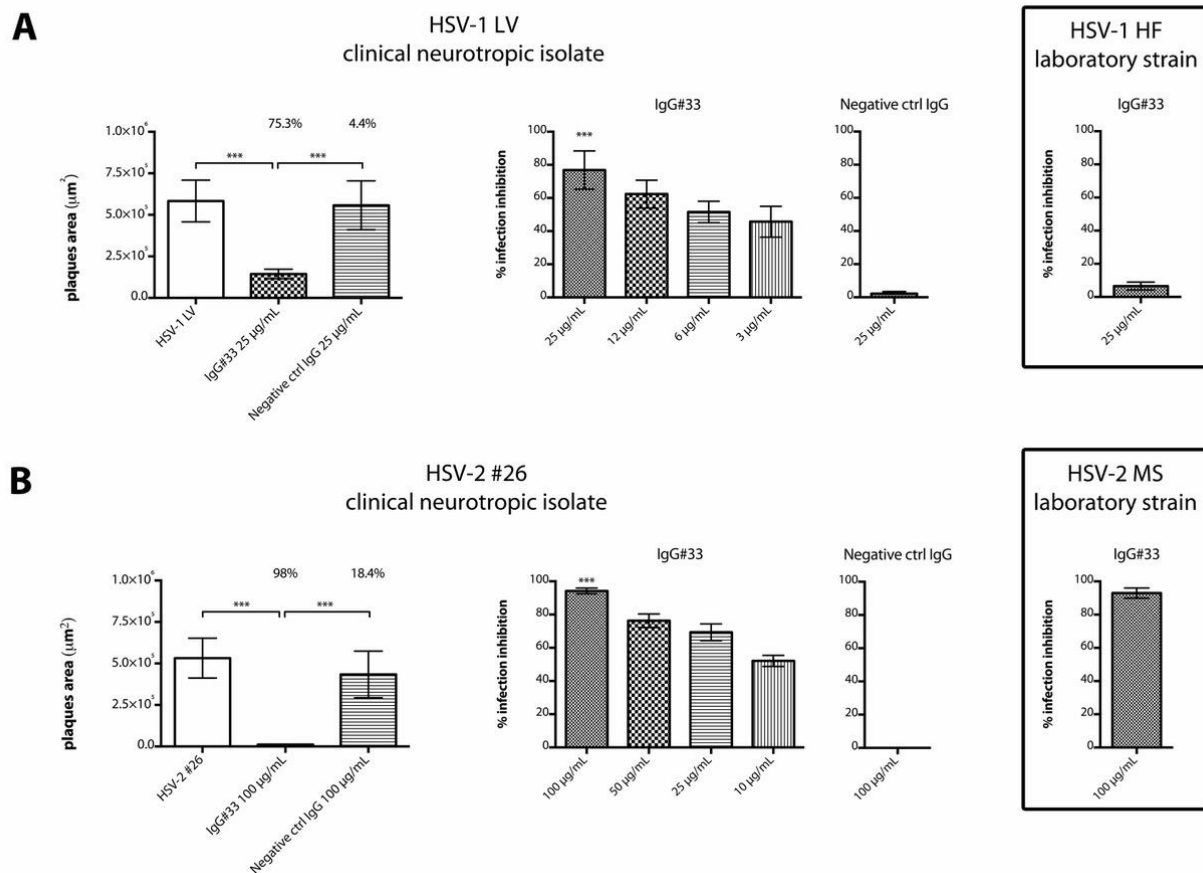 A
HSV-1 LV
clinical neurotropic isolate
HSV-1 HF
laboratory strain
75.3%
4.4%
***
***
plaques area (µm²)
1.0×10⁶
7.5×10⁵
5.0×10⁵
2.5×10⁵
0.0
HSV-1 LV
IgG#33 25 µg/mL
Negative ctrl IgG 25 µg/mL
IgG#33
***
% infection inhibition
100
80
60
40
20
0
25 µg/mL
12 µg/mL
6 µg/mL
3 µg/mL
Negative ctrl IgG
100
80
60
40
20
0
25 µg/mL
IgG#33
% infection inhibition
100
80
60
40
20
0
25 µg/mL
B
HSV-2 #26
clinical neurotropic isolate
HSV-2 MS
laboratory strain
98%
18.4%
***
***
plaques area (µm²)
1.0×10⁶
7.5×10⁵
5.0×10⁵
2.5×10⁵
0.0
HSV-2 #26
IgG#33 100 µg/mL
Negative ctrl IgG 100 µg/mL
IgG#33
***
% infection inhibition
100
80
60
40
20
0
100 µg/mL
50 µg/mL
25 µg/mL
10 µg/mL
Negative ctrl IgG
100
80
60
40
20
0
100 µg/mL
IgG#33
% infection inhibition
100
80
60
40
20
0
100 µg/mL